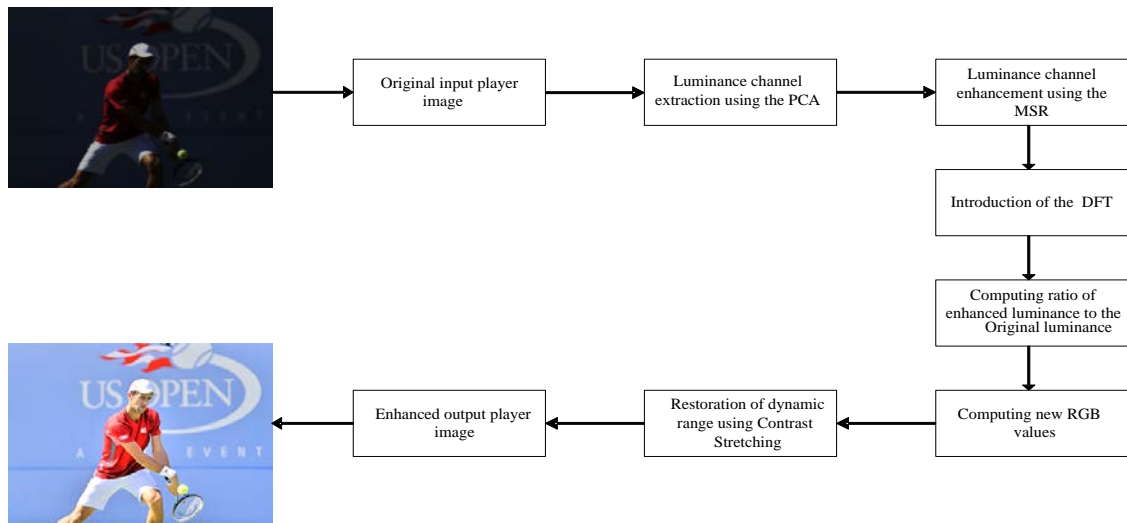 US OPEN
A EVENT
Original input player
image
Luminance channel
extraction using the PCA
Luminance channel
enhancement using the
MSR
Introduction of the DFT
Computing ratio of
enhanced luminance to the
Original luminance
US OPEN
A EVENT
Enhanced output player
image
Restoration of dynamic
range using Contrast
Stretching
Computing new RGB
values